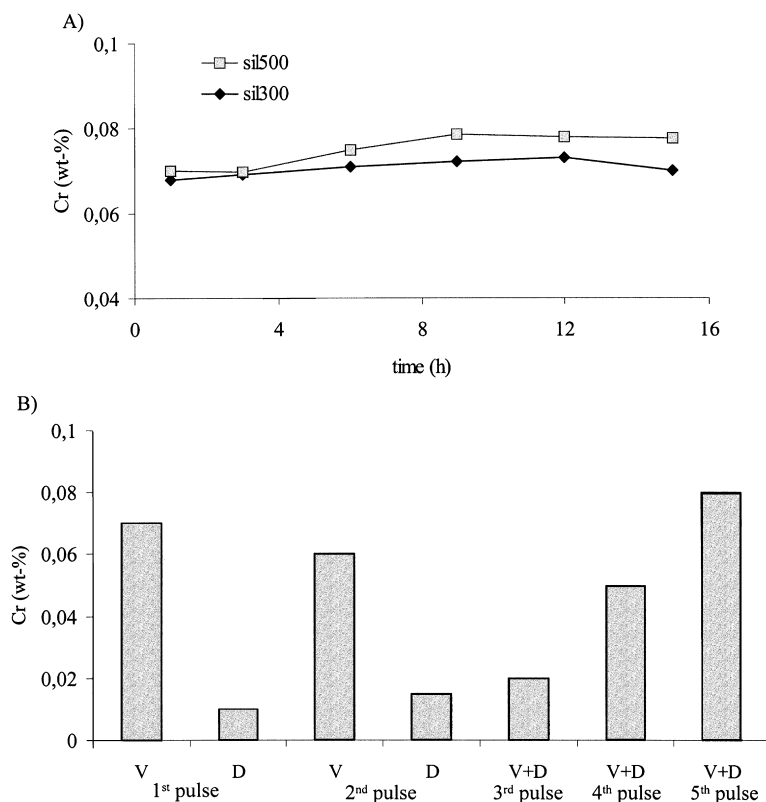 A)
0,1
sil500
sil300
0,08
Cr (wt-%)
0,06
0,04
0 4 8 12 16
time (h)
B)
0,1
0,08
0,06
Cr (wt-%)
0,04
0,02
0
V D V D V+D V+D V+D
1st pulse 2nd pulse 3rd pulse 4th pulse 5th pulse